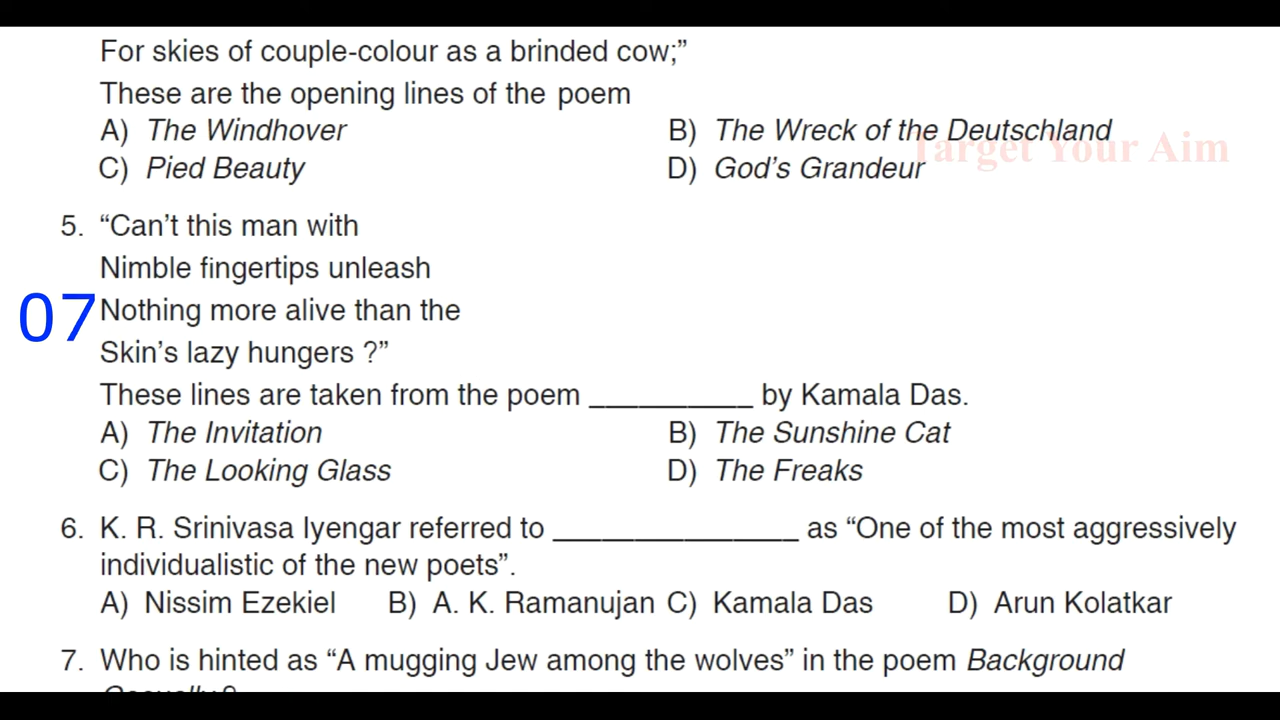 For skies of couple-colour as a brinded cow;”
These are the opening lines of the poem
A) The Windhover B) The Wreck of the Deutschland
Target Your Aim
C) Pied Beauty D) God’s Grandeur
5. “Can’t this man with
Nimble fingertips unleash
07
Nothing more alive than the
Skin’s lazy hungers ?”
These lines are taken from the poem __________ by Kamala Das.
A) The Invitation B) The Sunshine Cat
C) The Looking Glass D) The Freaks
6. K. R. Srinivasa Iyengar referred to _______________ as “One of the most aggressively
individualistic of the new poets”.
A) Nissim Ezekiel B) A. K. Ramanujan C) Kamala Das D) Arun Kolatkar
7. Who is hinted as “A mugging Jew among the wolves” in the poem Background
Casually ?